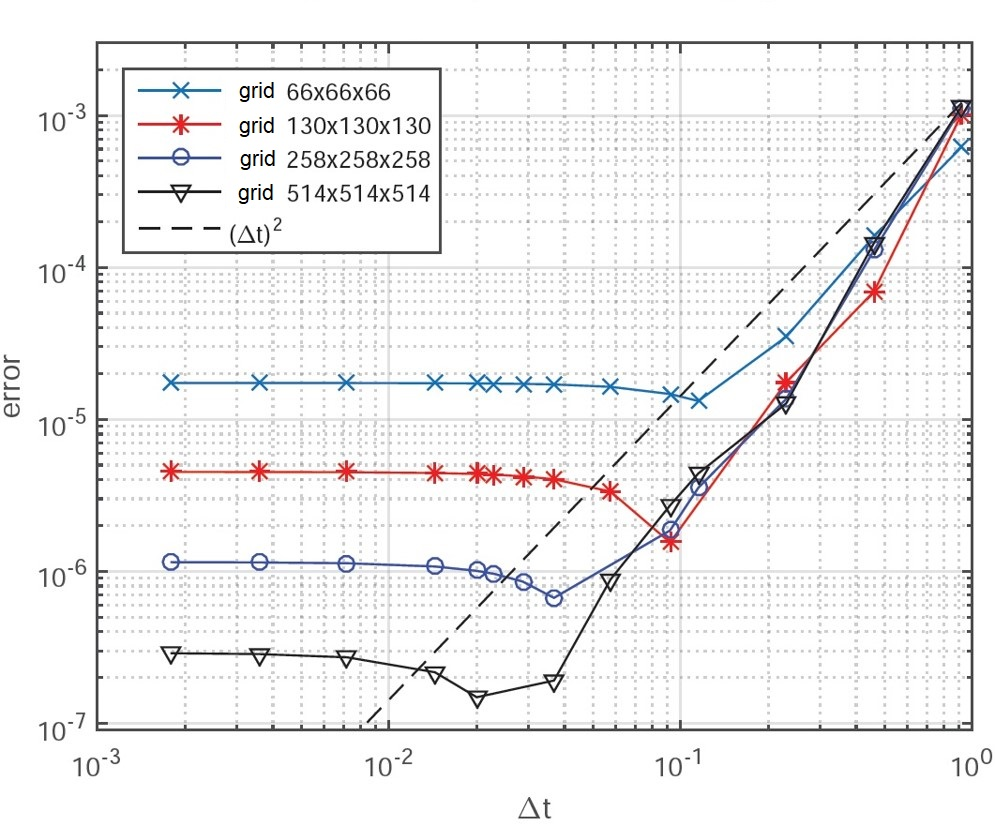 grid 66x66x66
grid 130x130x130
grid 258x258x258
grid 514x514x514
(Δt)²
error
10⁻³
10⁻⁴
10⁻⁵
10⁻⁶
10⁻⁷
10⁻³ 10⁻² 10⁻¹ 10⁰
Δt